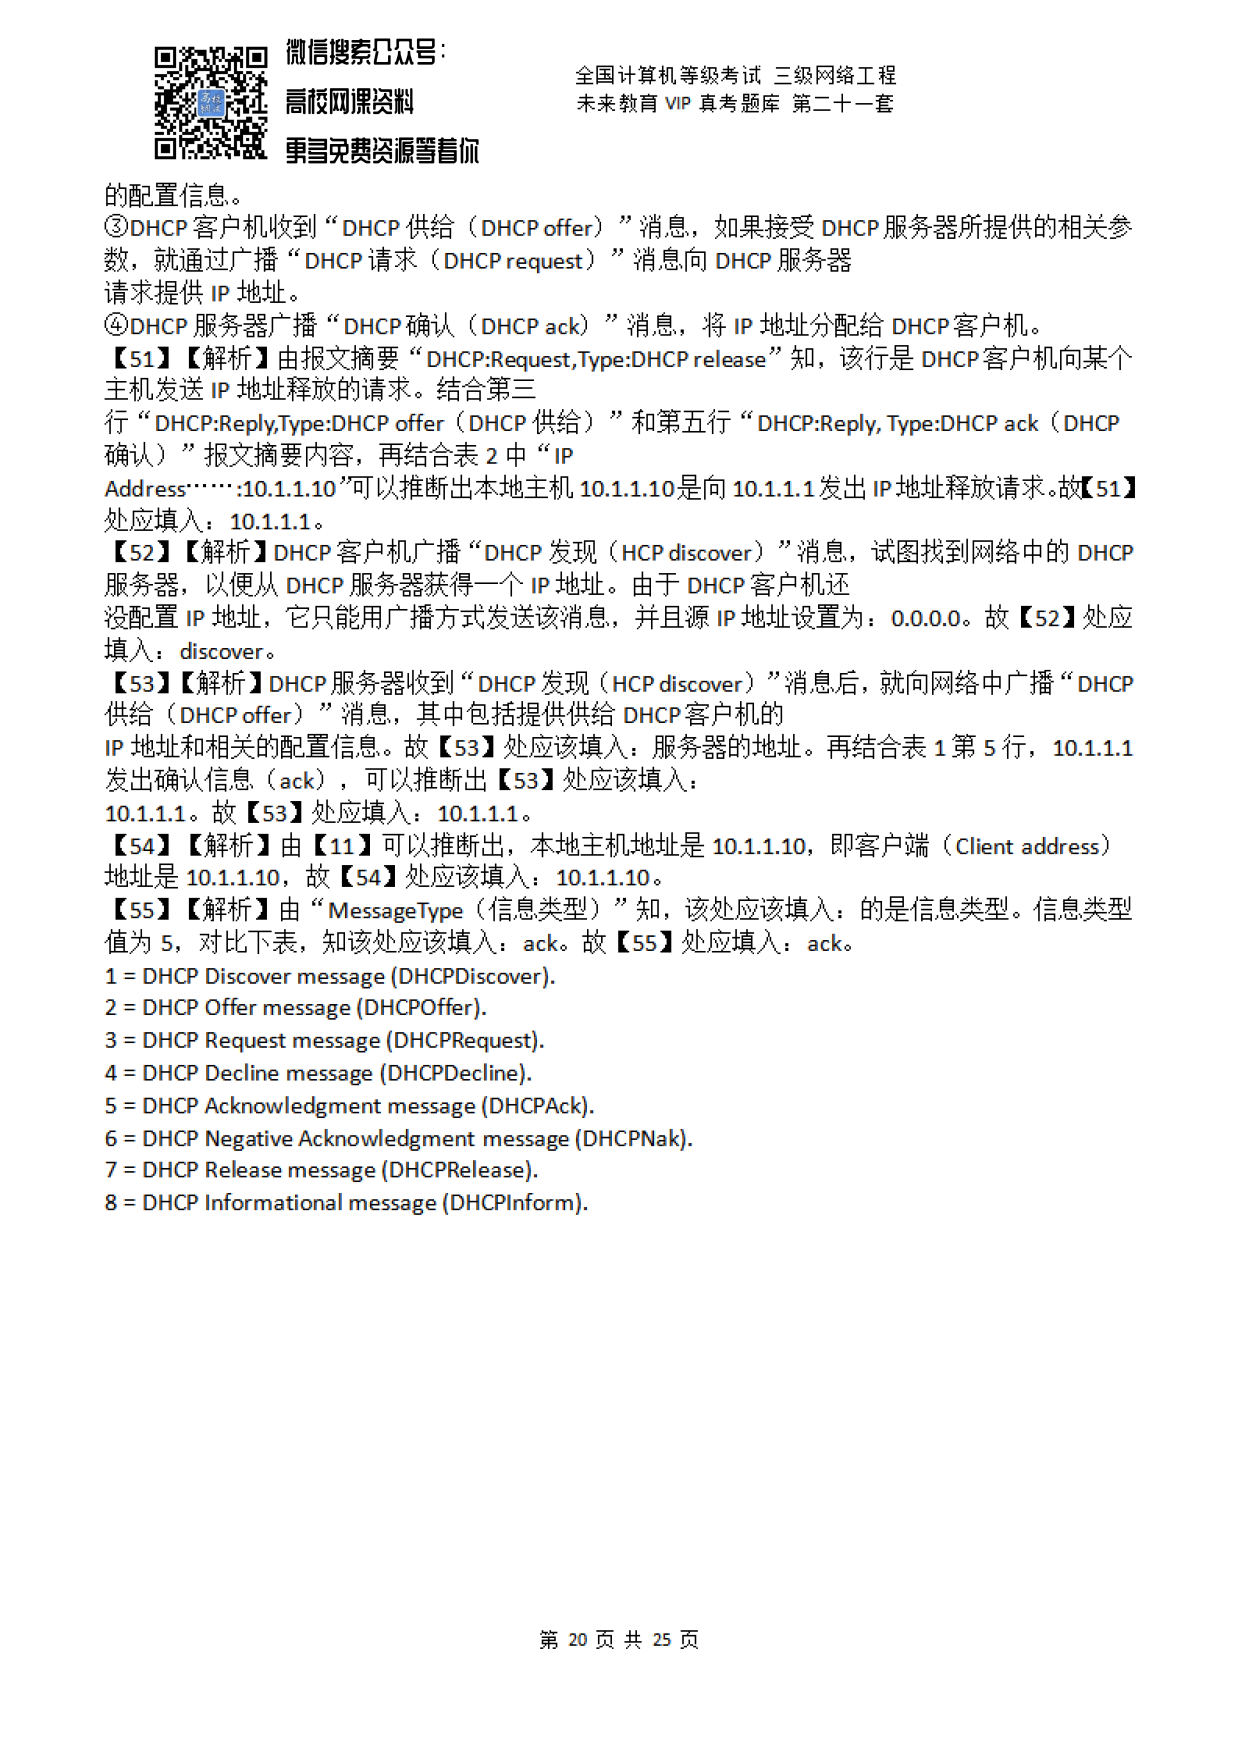 微信搜索公众号：
高校网课资料
更多免费资源等着你
全国计算机等级考试 三级网络工程
未来教育 VIP 真考题库 第二十一套
的配置信息。
③DHCP 客户机收到“DHCP 供给（DHCP offer）”消息，如果接受 DHCP 服务器所提供的相关参
数，就通过广播“DHCP 请求（DHCP request）”消息向 DHCP 服务器
请求提供 IP 地址。
④DHCP 服务器广播“DHCP 确认（DHCP ack）”消息，将 IP 地址分配给 DHCP 客户机。
【51】【解析】由报文摘要“DHCP:Request,Type:DHCP release”知，该行是 DHCP 客户机向某个
主机发送 IP 地址释放的请求。结合第三
行“DHCP:Reply,Type:DHCP offer（DHCP 供给）”和第五行“DHCP:Reply, Type:DHCP ack（DHCP
确认）”报文摘要内容，再结合表 2 中“IP
Address……:10.1.1.10”可以推断出本地主机 10.1.1.10 是向 10.1.1.1 发出 IP 地址释放请求。故【51】
处应填入：10.1.1.1。
【52】【解析】DHCP 客户机广播“DHCP 发现（HCP discover）”消息，试图找到网络中的 DHCP
服务器，以便从 DHCP 服务器获得一个 IP 地址。由于 DHCP 客户机还
没配置 IP 地址，它只能用广播方式发送该消息，并且源 IP 地址设置为：0.0.0.0。故【52】处应
填入：discover。
【53】【解析】DHCP 服务器收到“DHCP 发现（HCP discover）”消息后，就向网络中广播“DHCP
供给（DHCP offer）”消息，其中包括提供供给 DHCP 客户机的
IP 地址和相关的配置信息。故【53】处应该填入：服务器的地址。再结合表 1 第 5 行，10.1.1.1
发出确认信息（ack），可以推断出【53】处应该填入：
10.1.1.1。故【53】处应填入：10.1.1.1。
【54】【解析】由【11】可以推断出，本地主机地址是 10.1.1.10，即客户端（Client address）
地址是 10.1.1.10，故【54】处应该填入：10.1.1.10。
【55】【解析】由“MessageType（信息类型）”知，该处应该填入：的是信息类型。信息类型
值为 5，对比下表，知该处应该填入：ack。故【55】处应填入：ack。
1 = DHCP Discover message (DHCPDiscover).
2 = DHCP Offer message (DHCPOffer).
3 = DHCP Request message (DHCPRequest).
4 = DHCP Decline message (DHCPDecline).
5 = DHCP Acknowledgment message (DHCPAck).
6 = DHCP Negative Acknowledgment message (DHCPNak).
7 = DHCP Release message (DHCPRelease).
8 = DHCP Informational message (DHCPInform).
第 20 页 共 25 页